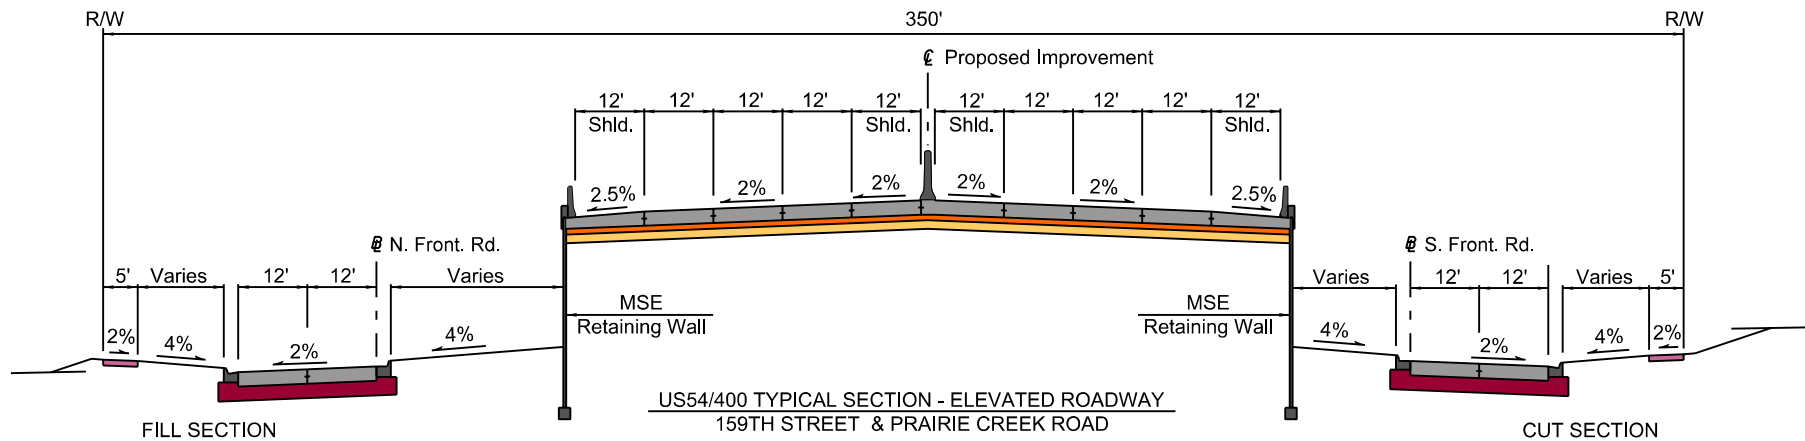 R/W 350' R/W
℄ Proposed Improvement
12' 12' 12' 12' 12' 12' 12' 12' 12' 12'
Shld. Shld. Shld. Shld.
2.5% 2% 2% 2% 2% 2.5%
N. Front. Rd. S. Front. Rd.
5' Varies 12' 12' Varies Varies 12' 12' Varies 5'
MSE MSE
Retaining Wall Retaining Wall
2% 4% 2% 4% 4% 2% 4% 2%
US54/400 TYPICAL SECTION - ELEVATED ROADWAY
159TH STREET & PRAIRIE CREEK ROAD
FILL SECTION CUT SECTION